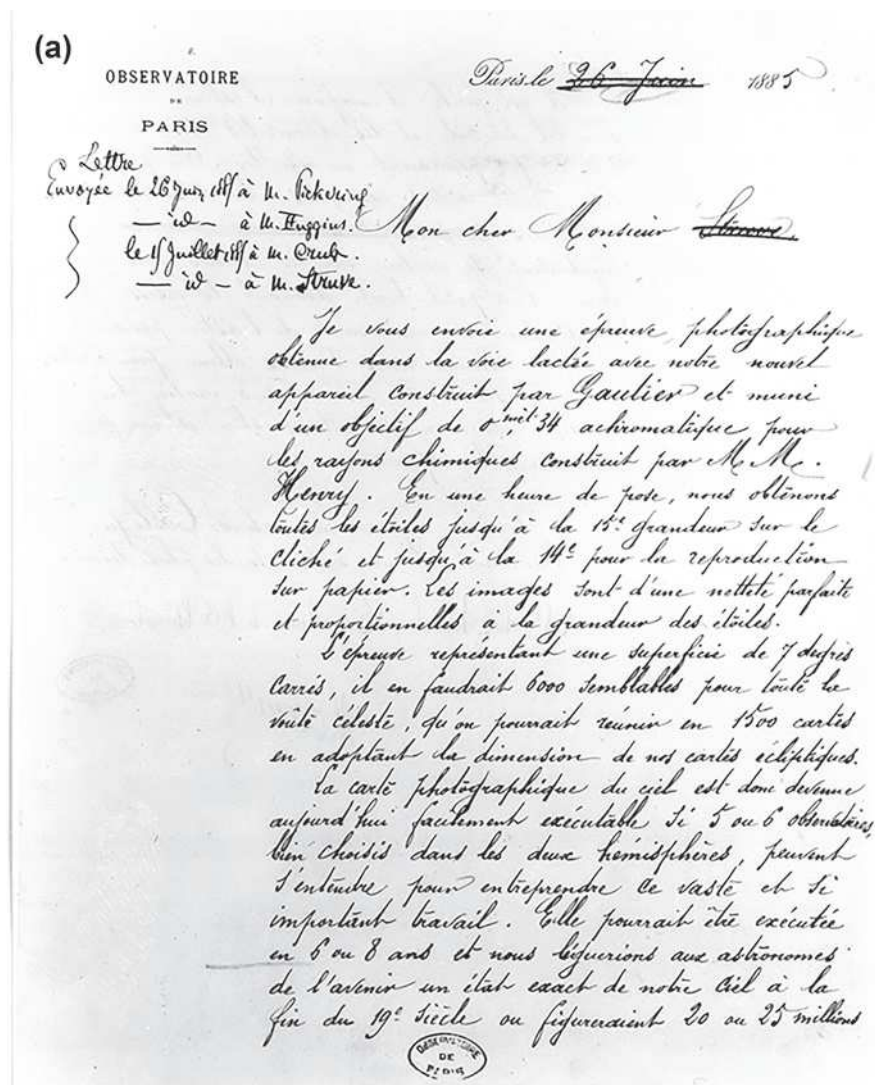 (a)
OBSERVATOIRE
DE
PARIS
Paris, le 26 Juin 1885
Lettre
Envoyée le 26 Juin 1885 à M. Pickering
— id — à M. Huggins.
le 15 Juillet 1885 à M. Crub.
— id — à M. Struve.
Mon cher Monsieur Struve.
Je vous envoie une épreuve photographique
obtenue dans la voie lactée avec notre nouvel
appareil construit par Gautier et muni
d'un objectif de 0 mèt. 34 achromatique pour
les rayons chimiques construit par M M.
Henry. En une heure de pose, nous obtenons
toutes les étoiles jusqu'à la 15e grandeur sur le
cliché et jusqu'à la 14e pour la reproduction
sur papier. Les images sont d'une netteté parfaite
et proportionnelles à la grandeur des étoiles.
L'épreuve représentant une superficie de 7 degrés
carrés, il en faudrait 6000 semblables pour toute la
voûte céleste, qu'on pourrait réunir en 1500 cartes
en adoptant la dimension de nos cartes écliptiques.
La carte photographique du ciel est donc devenue
aujourd'hui facilement exécutable si 5 ou 6 observatoires,
bien choisis dans les deux hémisphères, peuvent
s'entendre pour entreprendre ce vaste et si
important travail. Elle pourrait être exécutée
en 6 ou 8 ans et nous léguerions aux astronomes
de l'avenir un état exact de notre Ciel à la
fin du 19e Siècle ou figureraient 20 ou 25 millions
OBSERVATOIRE
DE
PARIS